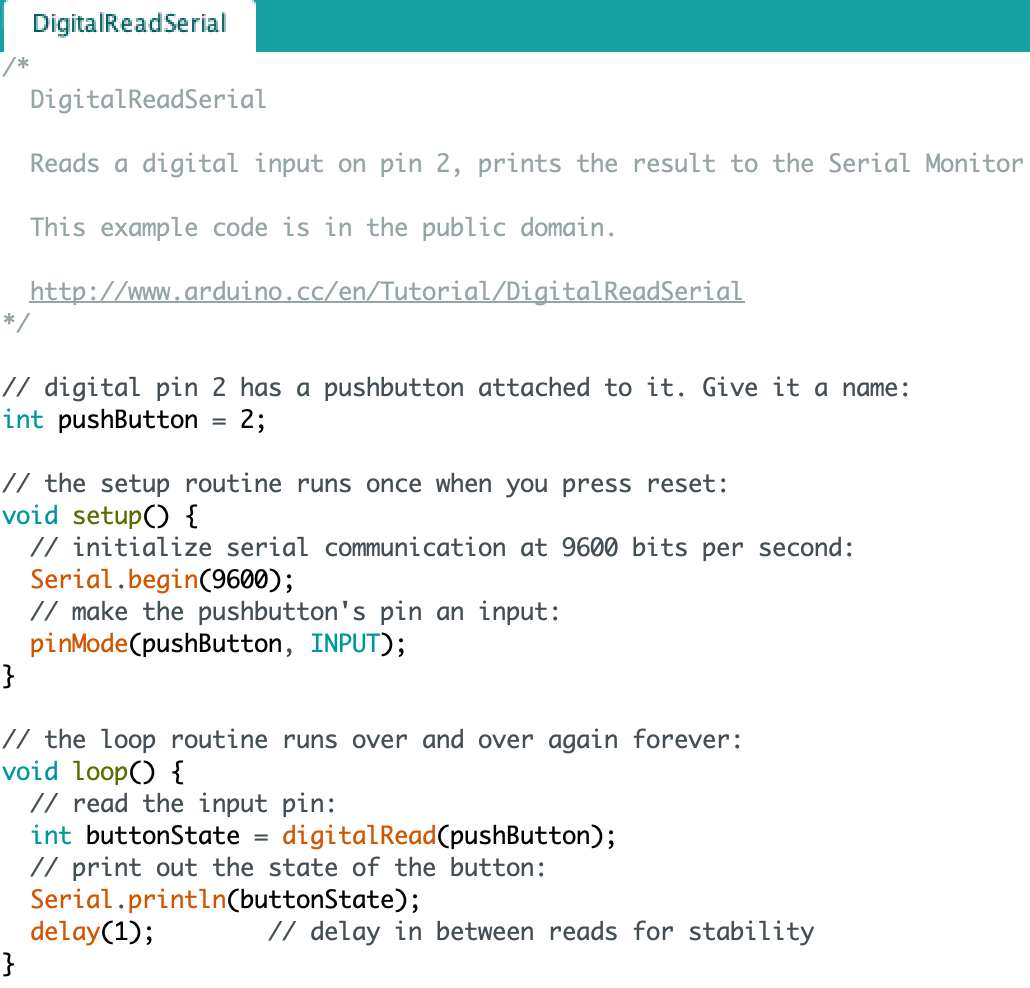 DigitalReadSerial
/*
  DigitalReadSerial

  Reads a digital input on pin 2, prints the result to the Serial Monitor

  This example code is in the public domain.

  http://www.arduino.cc/en/Tutorial/DigitalReadSerial
*/

// digital pin 2 has a pushbutton attached to it. Give it a name:
int pushButton = 2;

// the setup routine runs once when you press reset:
void setup() {
  // initialize serial communication at 9600 bits per second:
  Serial.begin(9600);
  // make the pushbutton's pin an input:
  pinMode(pushButton, INPUT);
}

// the loop routine runs over and over again forever:
void loop() {
  // read the input pin:
  int buttonState = digitalRead(pushButton);
  // print out the state of the button:
  Serial.println(buttonState);
  delay(1);        // delay in between reads for stability
}